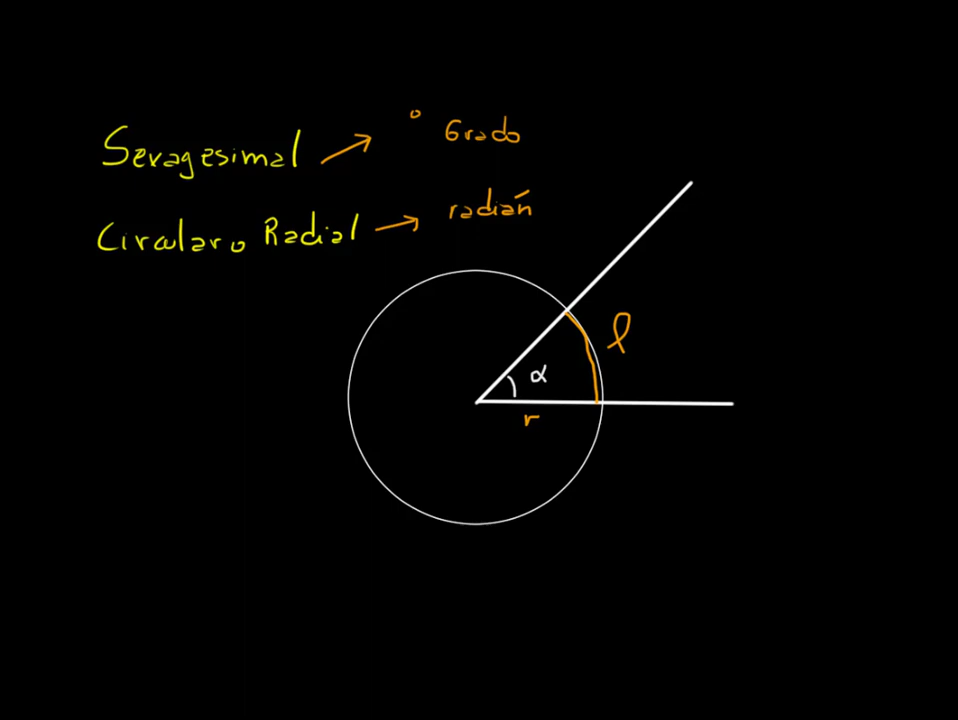 Sexagesimal → ° Grado
Circular o Radial → radián
l
α
r